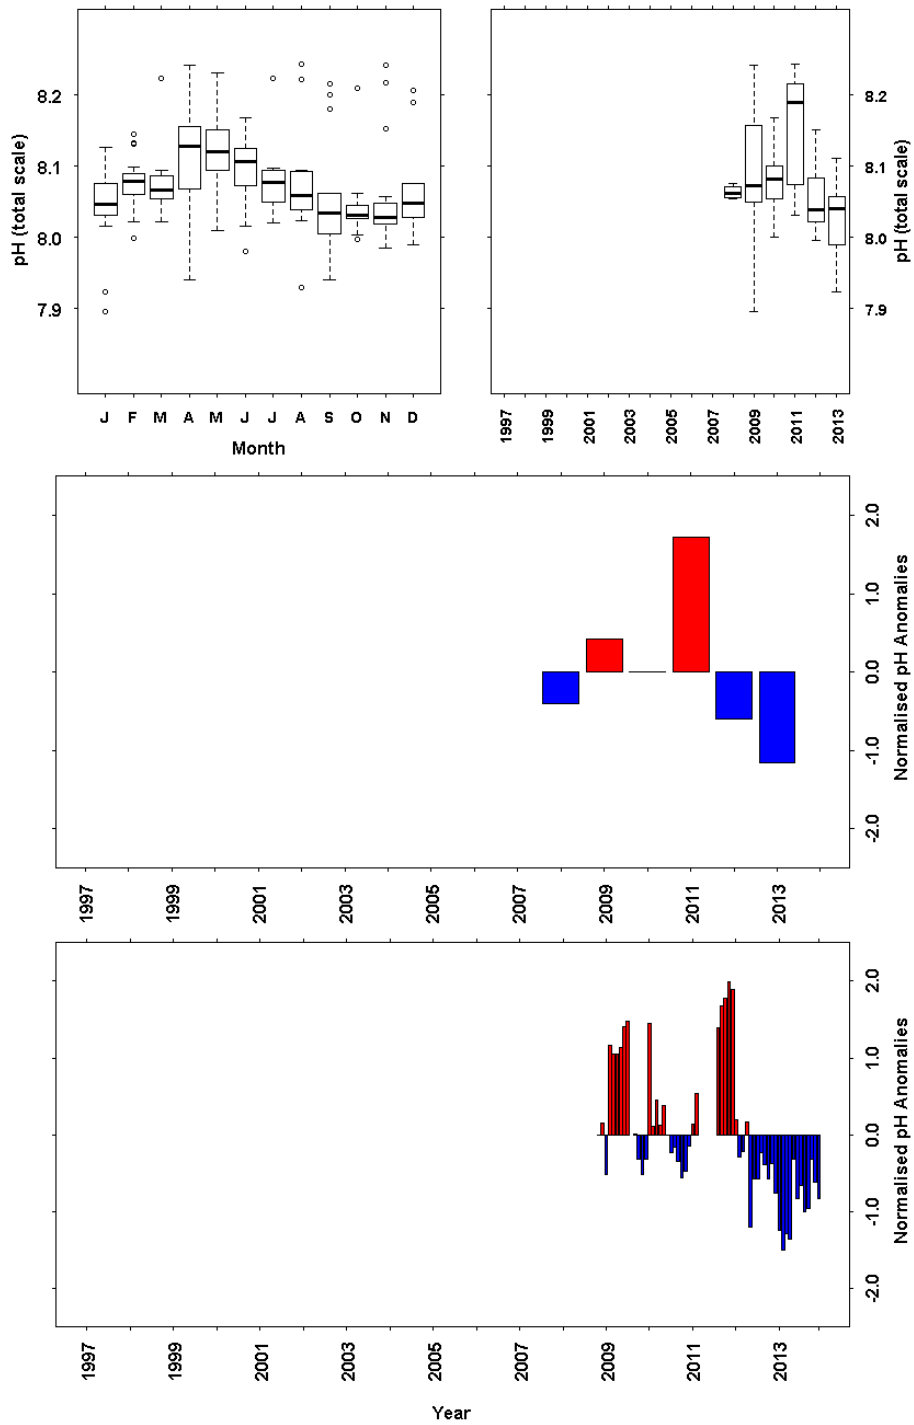 pH (total scale)
8.2
8.1
8.0
7.9
J F M A M J J A S O N D
Month
8.2
8.1
8.0
7.9
pH (total scale)
1997 1999 2001 2003 2005 2007 2009 2011 2013
2.0
1.0
0.0
-1.0
-2.0
Normalised pH Anomalies
1997 1999 2001 2003 2005 2007 2009 2011 2013
2.0
1.0
0.0
-1.0
-2.0
Normalised pH Anomalies
1997 1999 2001 2003 2005 2007 2009 2011 2013
Year